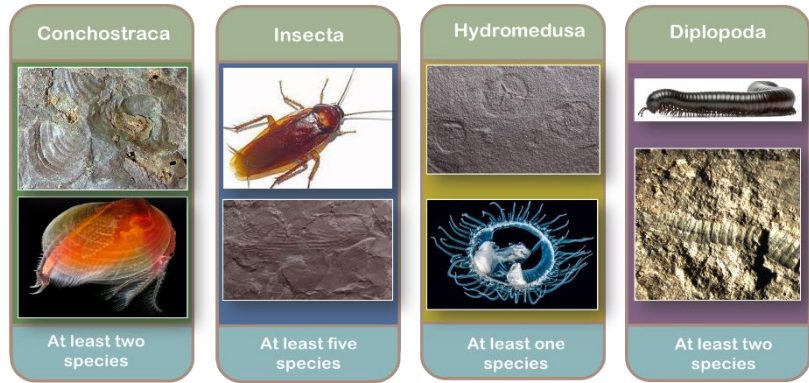 Conchostraca
At least two
species
Insecta
At least five
species
Hydromedusa
At least one
species
Diplopoda
At least two
species